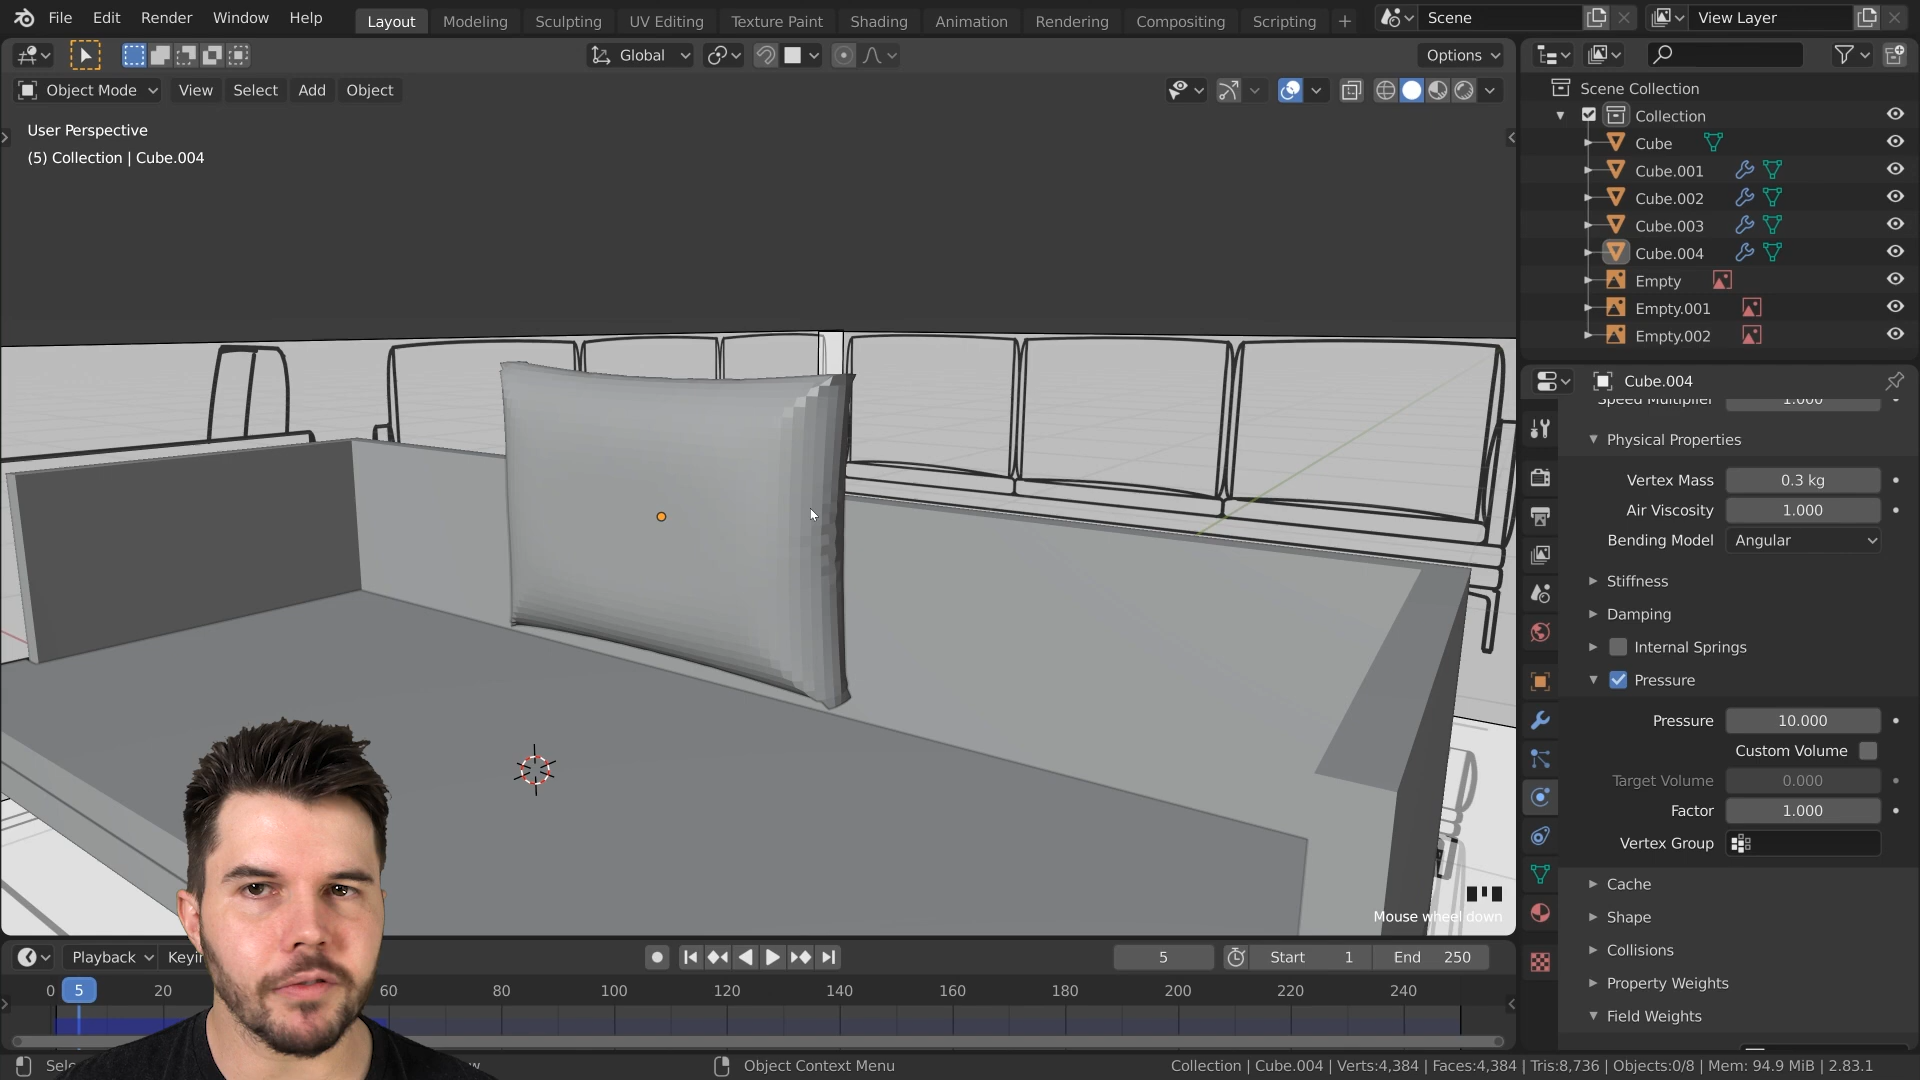 File Edit Render Window Help Layout Modeling Sculpting UV Editing Texture Paint Shading Animation Rendering Compositing Scripting + Scene View Layer
Global Options
Object Mode View Select Add Object
User Perspective
(5) Collection | Cube.004
Scene Collection
Collection
Cube
Cube.001
Cube.002
Cube.003
Cube.004
Empty
Empty.001
Empty.002
Cube.004
Speed Multiplier 1.000
Physical Properties
Vertex Mass 0.3 kg
Air Viscosity 1.000
Bending Model Angular
Stiffness
Damping
Internal Springs
Pressure
Pressure 10.000
Custom Volume
Target Volume 0.000
Factor 1.000
Vertex Group
Cache
Shape
Collisions
Property Weights
Field Weights
Mouse wheel down
Playback Keyin 5 Start 1 End 250
0 5 20 60 80 100 120 140 160 180 200 220 240
Sele Object Context Menu Collection | Cube.004 | Verts:4,384 | Faces:4,384 | Tris:8,736 | Objects:0/8 | Mem: 94.9 MiB | 2.83.1